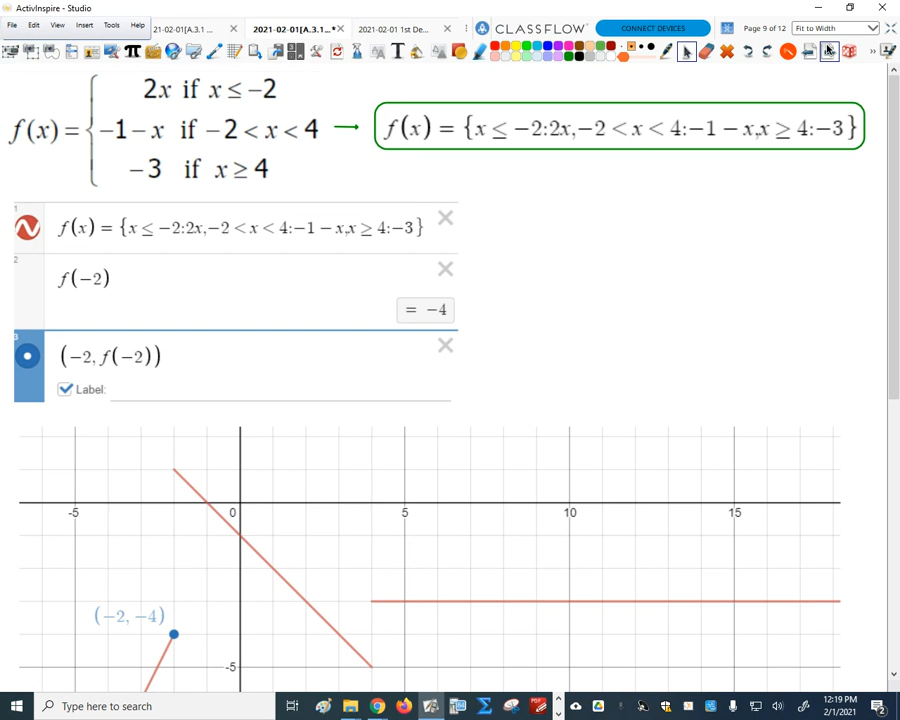 ActivInspire - Studio
File Edit View Insert Tools Help
21-02-01[A.3.1 ... × 2021-02-01[A.3.1...* × 2021-02-01 1st De... ×
CLASSFLOW CONNECT DEVICES Page 9 of 12 Fit to Width
2x if x ≤ −2
f(x) = { −1 − x if −2 < x < 4 → f(x) = {x ≤ −2:2x,−2 < x < 4:−1 − x,x ≥ 4:−3}
−3 if x ≥ 4
1
f(x) = {x ≤ −2:2x,−2 < x < 4:−1 − x,x ≥ 4:−3}
2
f(−2)
= −4
3
(−2, f(−2))
Label:
-5 0 5 10 15
(−2, −4)
-5
Type here to search
12:19 PM
2/1/2021
2